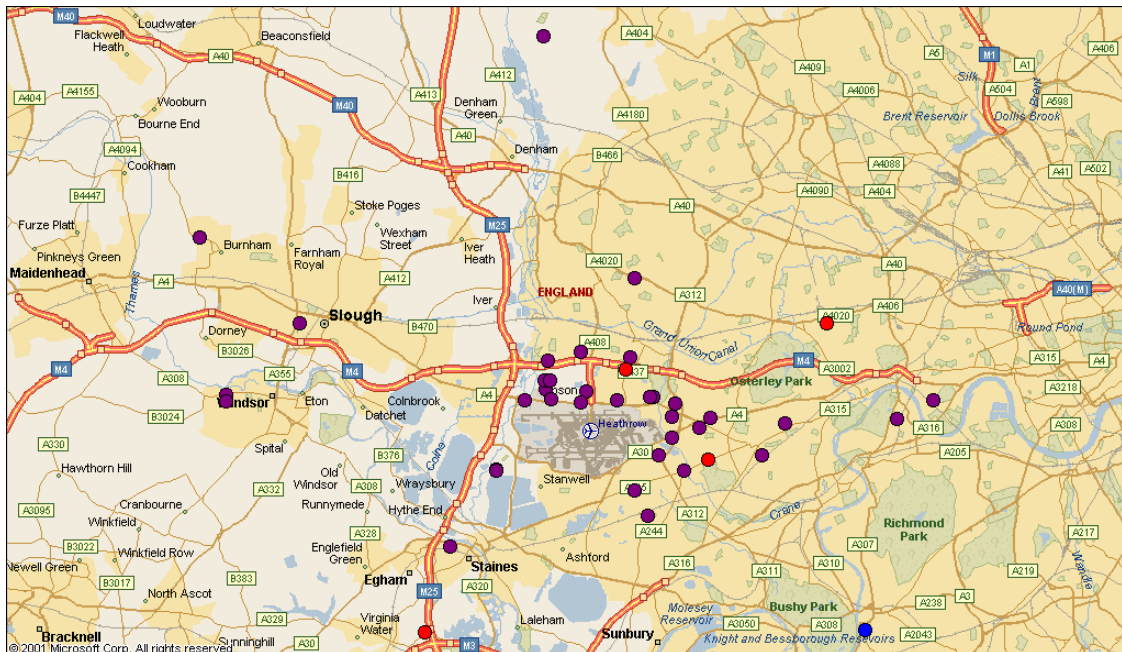 M40
Loudwater
Flackwell
Heath
Beaconsfield
A40
A404
A4155
Wooburn
Bourne End
A4094
Cookham
B4447
Furze Platt
Pinkneys Green
Maidenhead
Thames
A4
Burnham
Farnham
Royal
B416
Stoke Poges
Wexham
Street
A412
Slough
B470
M40
A413
A412
Denham
Green
A40
Denham
M25
Iver
Heath
Iver
ENGLAND
A404
A4180
B466
A40
A4020
A312
A408
Grand Union Canal
A409
A4006
A5
M1
A1
A406
Silk
A504
A598
Brent
Brent Reservoir
Dollis Brook
A4088
A41
A502
A4090
A404
A40
A406
A4020
A40(M)
Round Pond
A315
A4
A3002
M4
Osterley Park
A3218
A308
A315
A316
A205
A4
Dorney
B3026
M4
A308
A355
M4
Windsor
Eton
B3024
Datchet
Colnbrook
A4
Heathrow
A330
Spital
B376
Colne
A30
Hawthorn Hill
A332
Old
Windsor
A308
Wraysbury
Stanwell
Runnymede
Hythe End
Cranbourne
A3095
Winkfield
A328
A312
A244
Crane
Richmond
Park
A307
A217
Wandle
B3022
Winkfield Row
Newell Green
Englefield
Green
Staines
Ashford
Egham
A316
A311
A310
A219
B3017
B383
A320
North Ascot
M25
Bushy Park
A238
A3
A329
Virginia
Water
Laleham
Molesey
Reservoir
A3050
A308
A2043
Bracknell
Sunninghill
A30
M3
Sunbury
Knight and Bessborough Reservoirs
© 2001 Microsoft Corp. All rights reserved